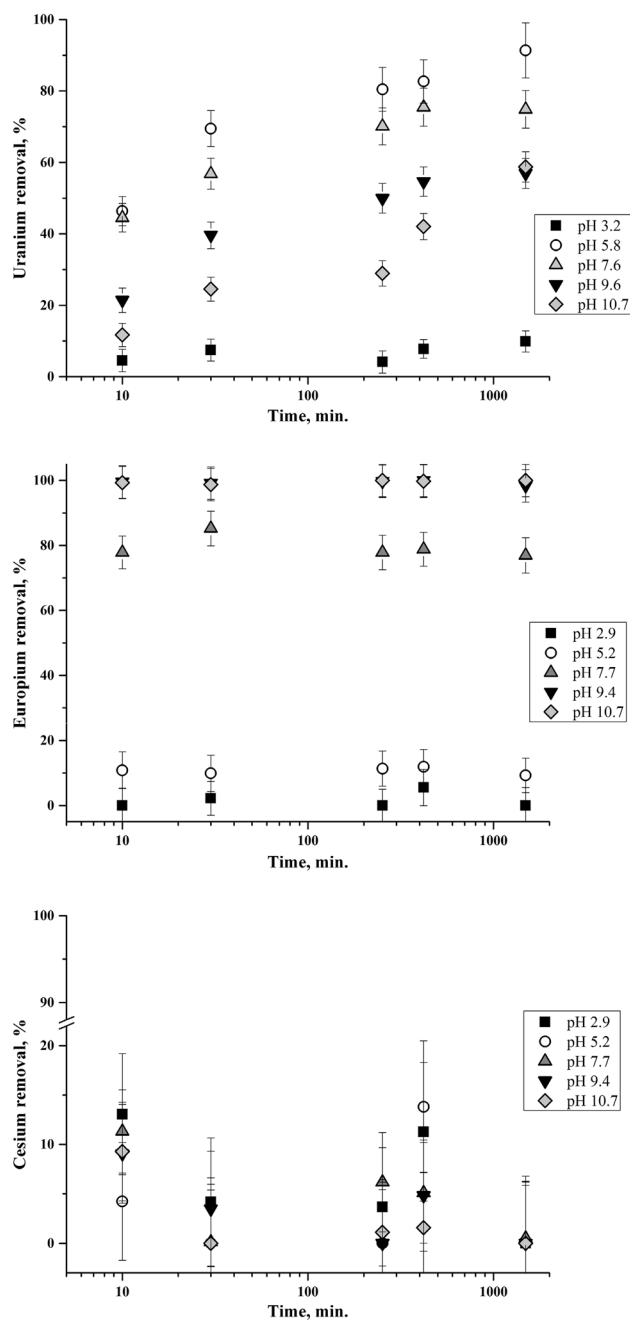 100
80
60
40
20
0
Uranium removal, %
10
100
1000
Time, min.
pH 3.2
pH 5.8
pH 7.6
pH 9.6
pH 10.7
100
80
60
40
20
0
Europium removal, %
10
100
1000
Time, min.
pH 2.9
pH 5.2
pH 7.7
pH 9.4
pH 10.7
100
90
20
10
0
Cesium removal, %
10
100
1000
Time, min.
pH 2.9
pH 5.2
pH 7.7
pH 9.4
pH 10.7